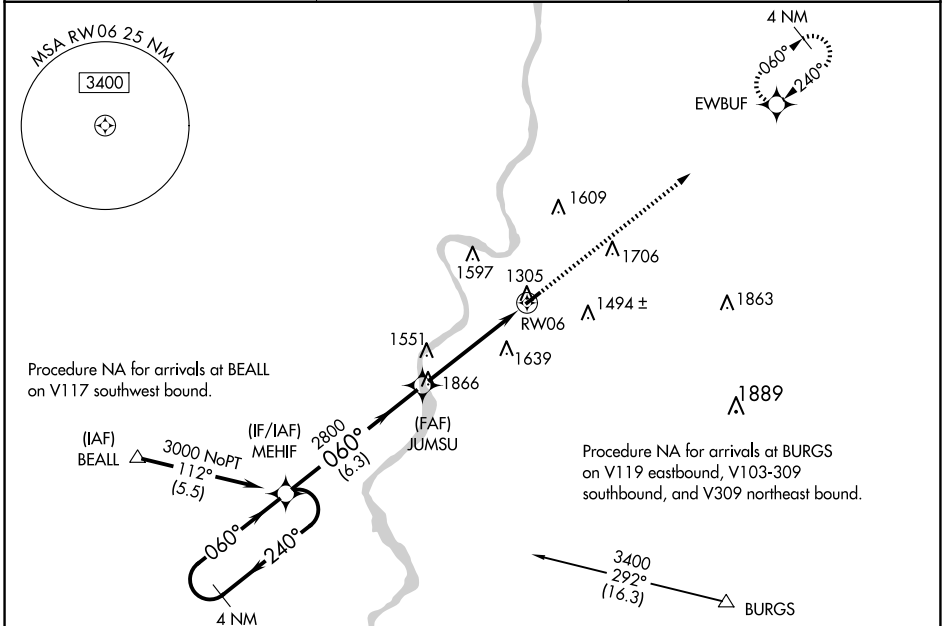 MSA RW06 25 NM
3400
4 NM
060°
240°
EWBUF
1609
1597
1706
1305
RW06
1494 ±
1863
1551
1639
1866
(FAF)
JUMSU
1889
Procedure NA for arrivals at BEALL
on V117 southwest bound.
(IAF)
BEALL
3000 NoPT
112°
(5.5)
(IF/IAF)
MEHIF
2800
060°
(6.3)
060°
240°
4 NM
Procedure NA for arrivals at BURGS
on V119 eastbound, V103-309
southbound, and V309 northeast bound.
3400
292°
(16.3)
BURGS